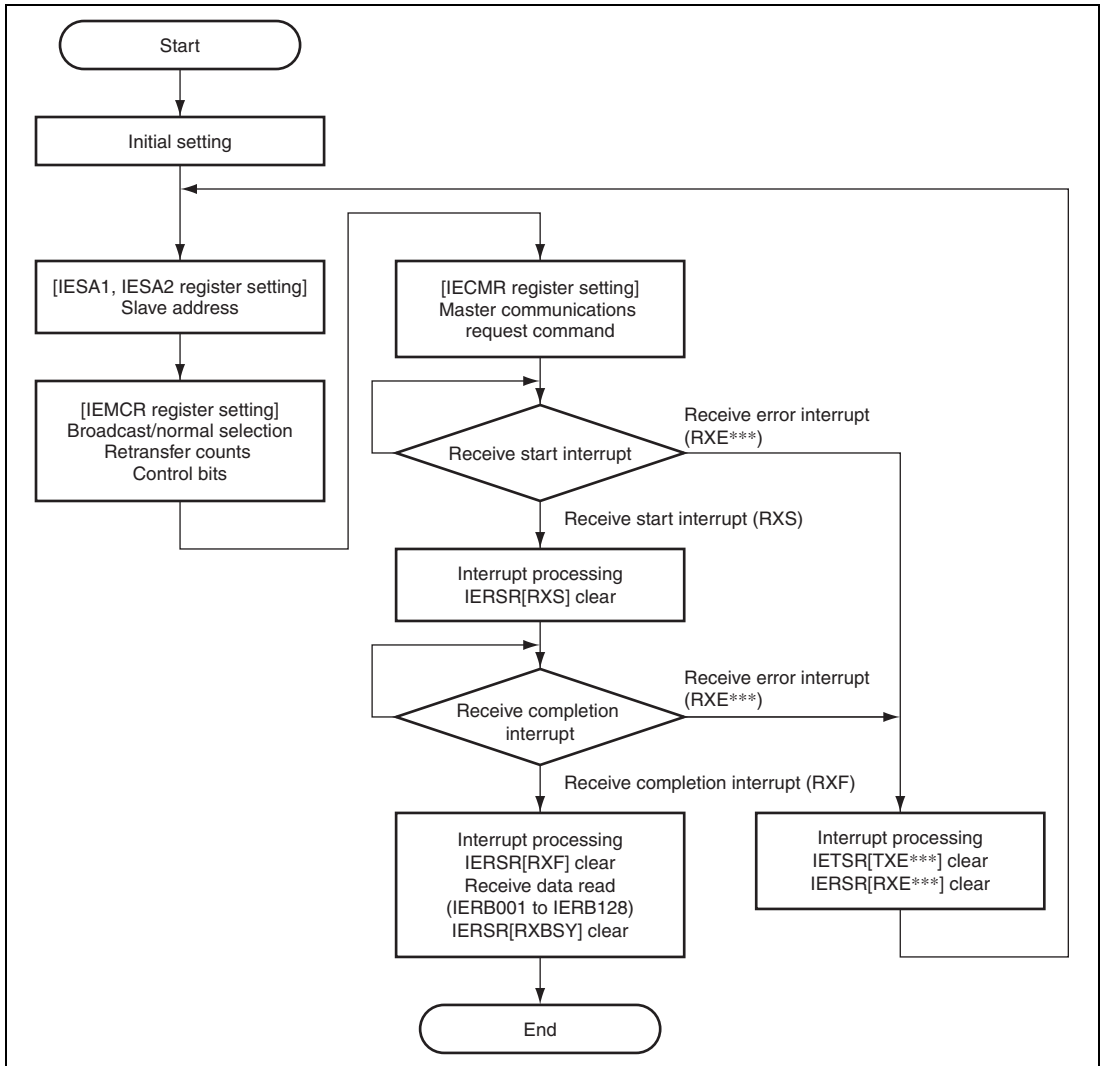 Start
Initial setting
[IESA1, IESA2 register setting]
Slave address
[IEMCR register setting]
Broadcast/normal selection
Retransfer counts
Control bits
[IECMR register setting]
Master communications
request command
Receive start interrupt
Receive error interrupt
(RXE***)
Receive start interrupt (RXS)
Interrupt processing
IERSR[RXS] clear
Receive completion
interrupt
Receive error interrupt
(RXE***)
Receive completion interrupt (RXF)
Interrupt processing
IERSR[RXF] clear
Receive data read
(IERB001 to IERB128)
IERSR[RXBSY] clear
Interrupt processing
IETSR[TXE***] clear
IERSR[RXE***] clear
End